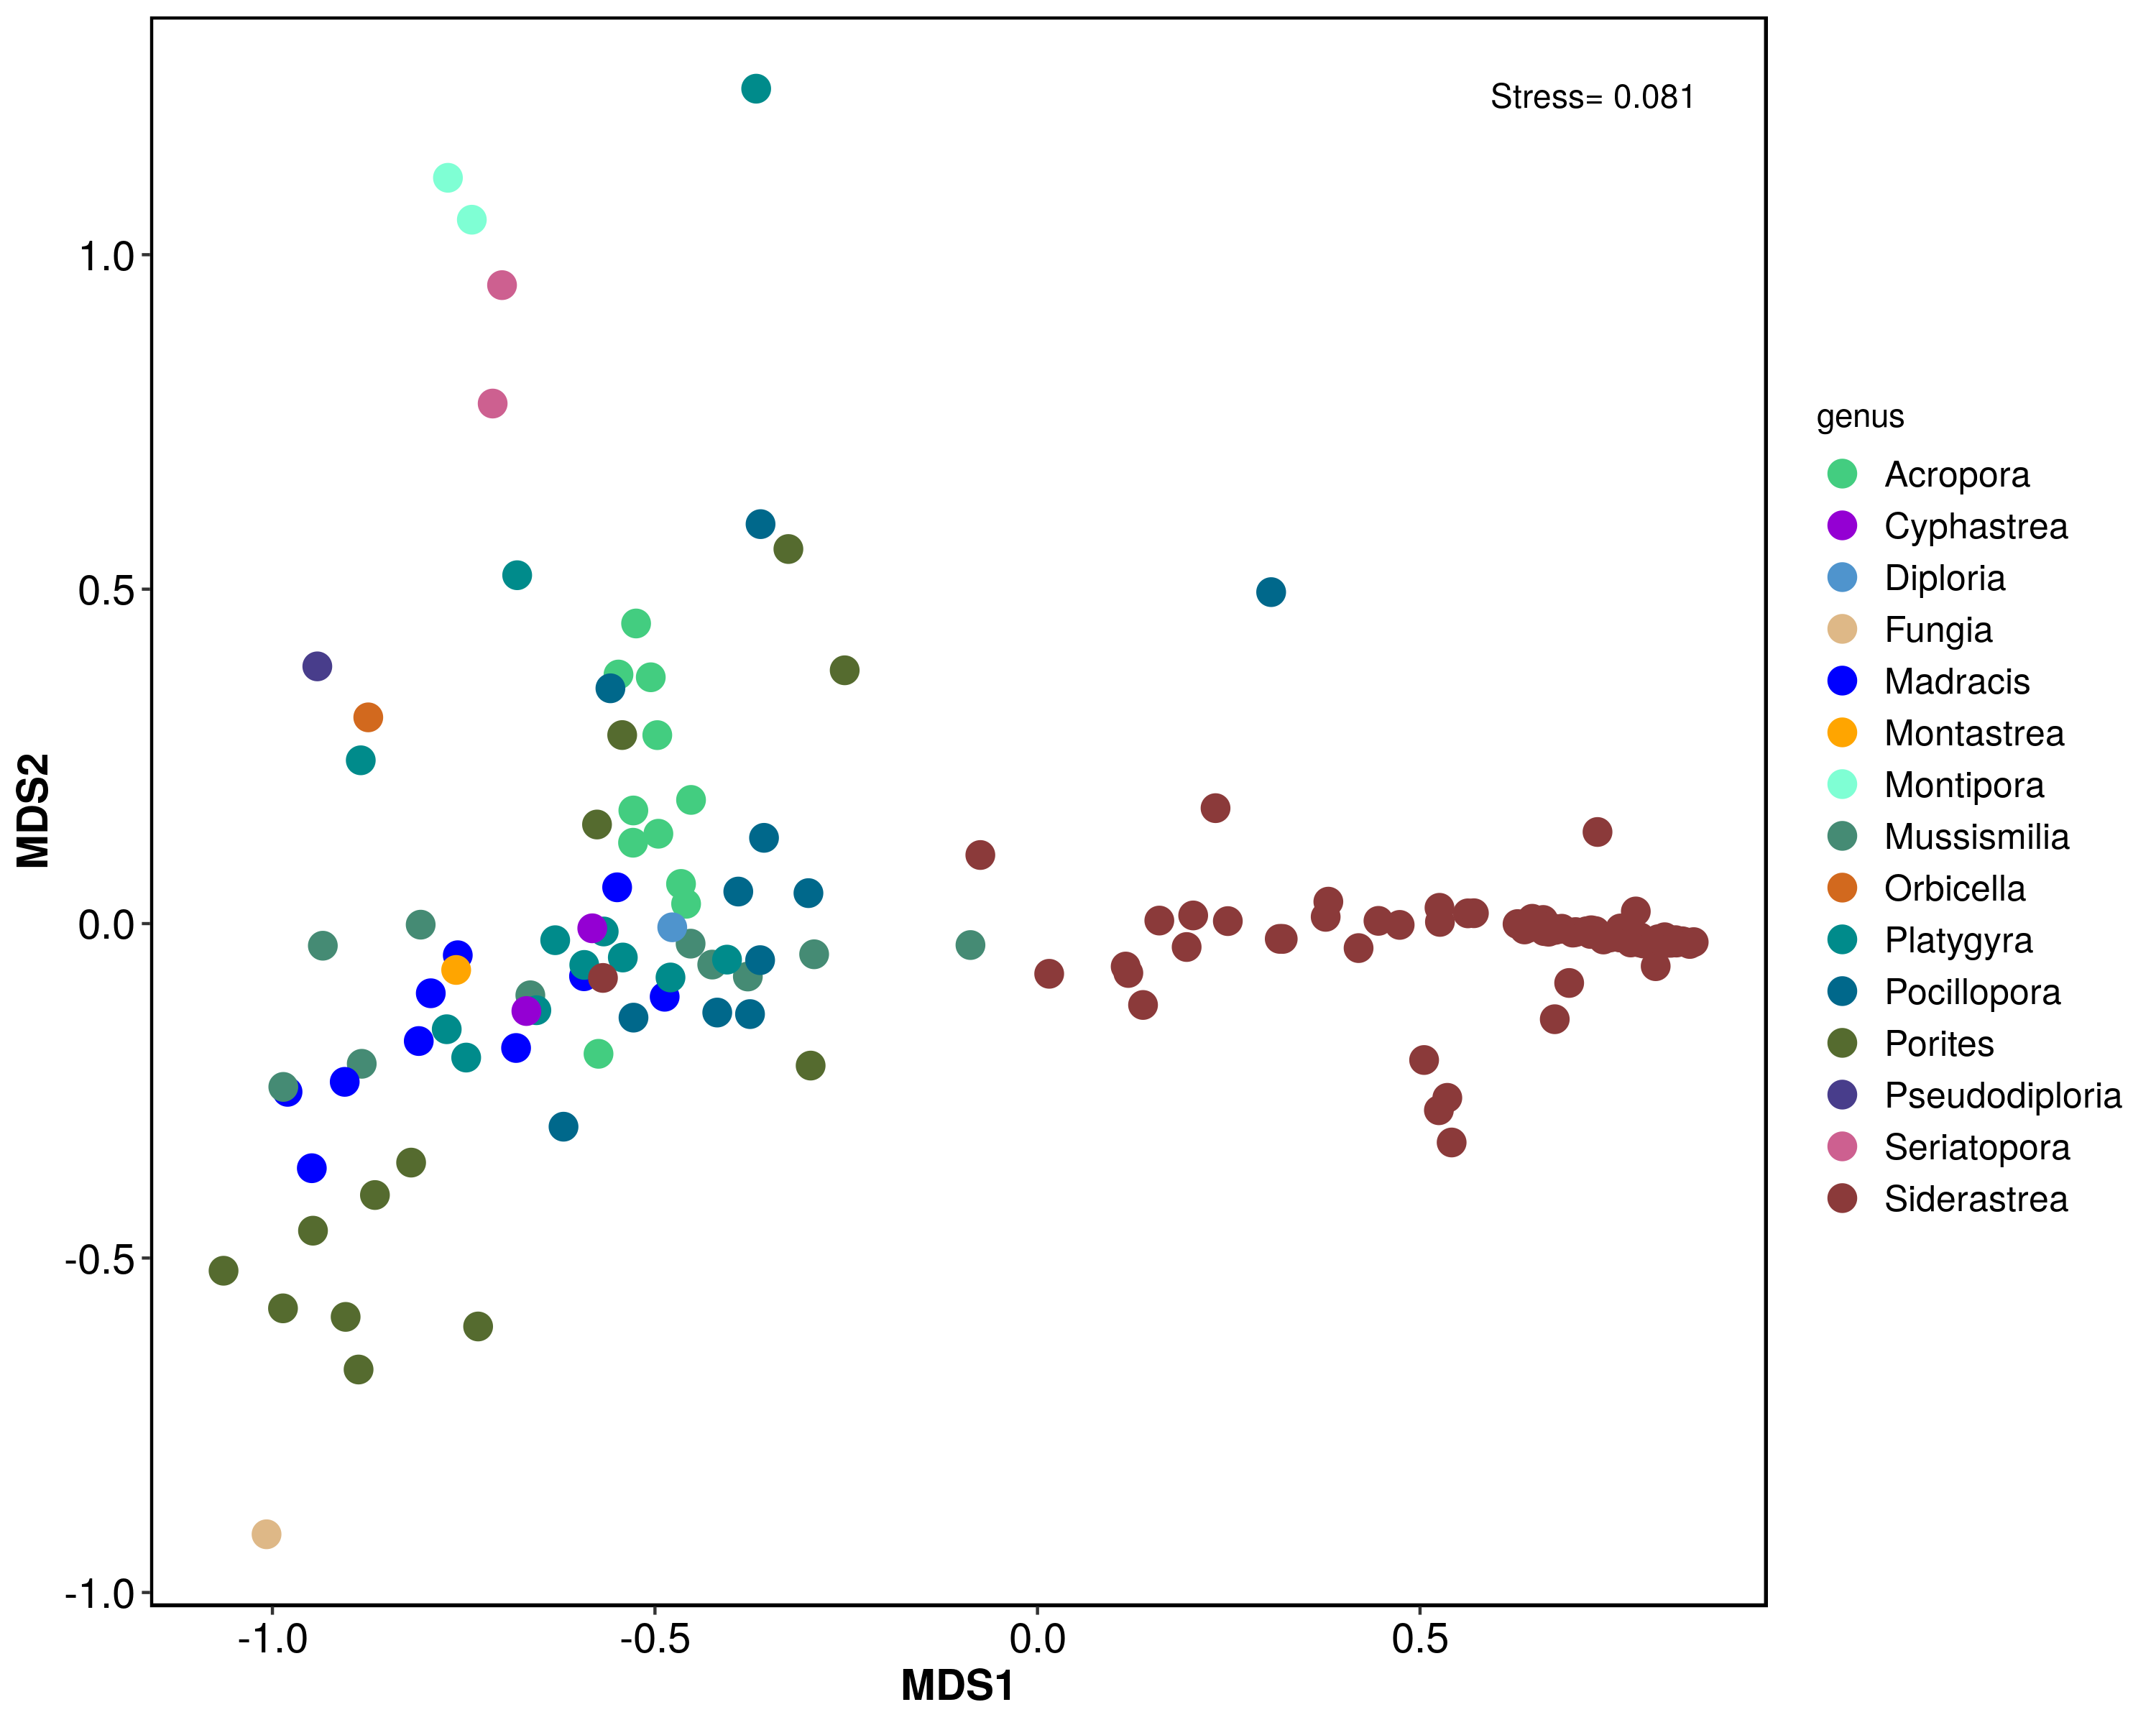 Stress= 0.081
1.0
0.5
0.0
-0.5
-1.0
MDS2
-1.0
-0.5
0.0
0.5
MDS1
genus
Acropora
Cyphastrea
Diploria
Fungia
Madracis
Montastrea
Montipora
Mussismilia
Orbicella
Platygyra
Pocillopora
Porites
Pseudodiploria
Seriatopora
Siderastrea